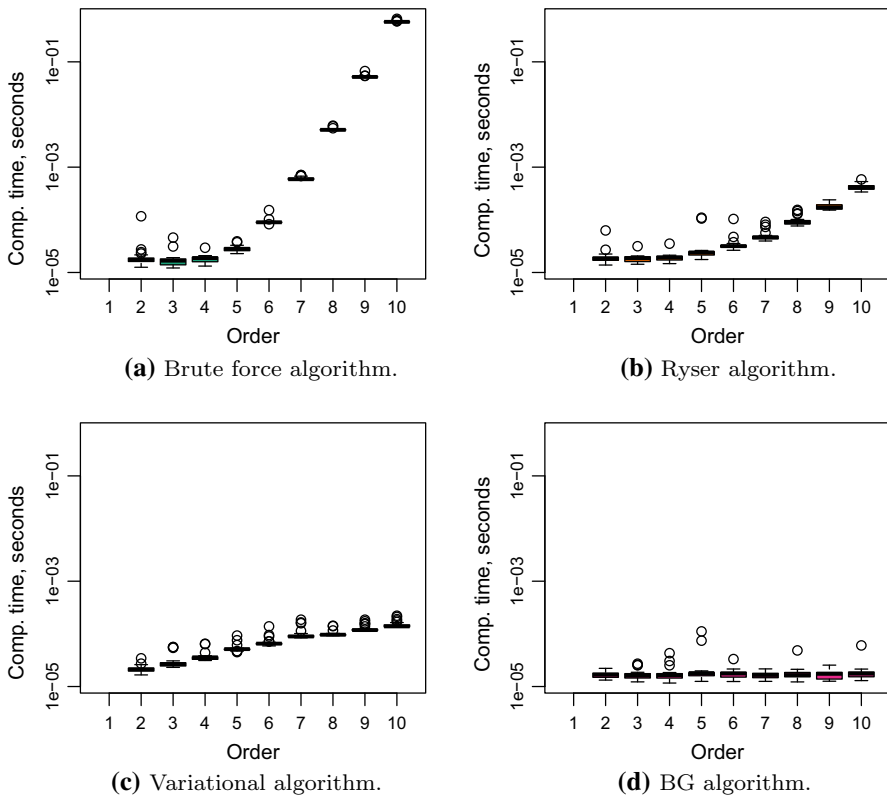 Comp. time, seconds
1e-01
1e-03
1e-05
1 2 3 4 5 6 7 8 9 10
Order
(a) Brute force algorithm.
Comp. time, seconds
1e-01
1e-03
1e-05
1 2 3 4 5 6 7 8 9 10
Order
(b) Ryser algorithm.
Comp. time, seconds
1e-01
1e-03
1e-05
1 2 3 4 5 6 7 8 9 10
Order
(c) Variational algorithm.
Comp. time, seconds
1e-01
1e-03
1e-05
1 2 3 4 5 6 7 8 9 10
Order
(d) BG algorithm.